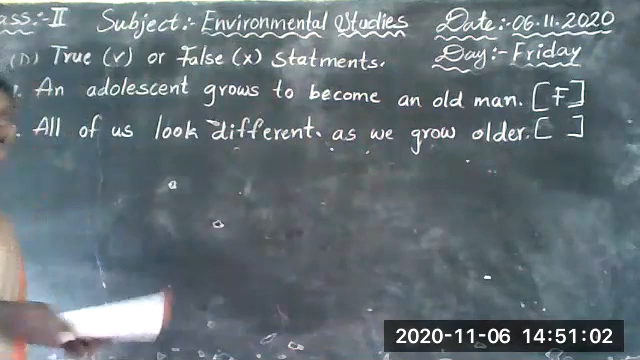 ass:- II Subject:- Environmental Studies Date:- 06.11.2020
Day:- Friday
(D) True (v) or False (x) Statments.
. An adolescent grows to become an old man. [F]
. All of us look different as we grow older. [ ]
2020-11-06 14:51:02